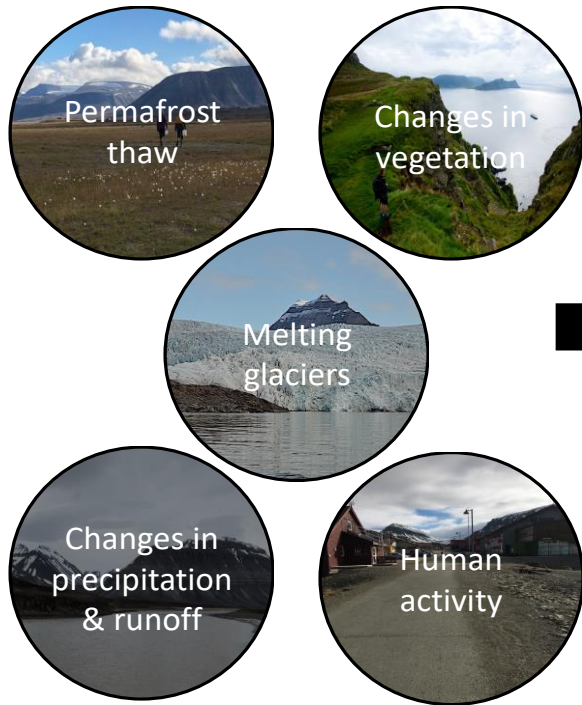 Permafrost
thaw
Changes in
vegetation
Melting
glaciers
Changes in
precipitation
& runoff
Human
activity